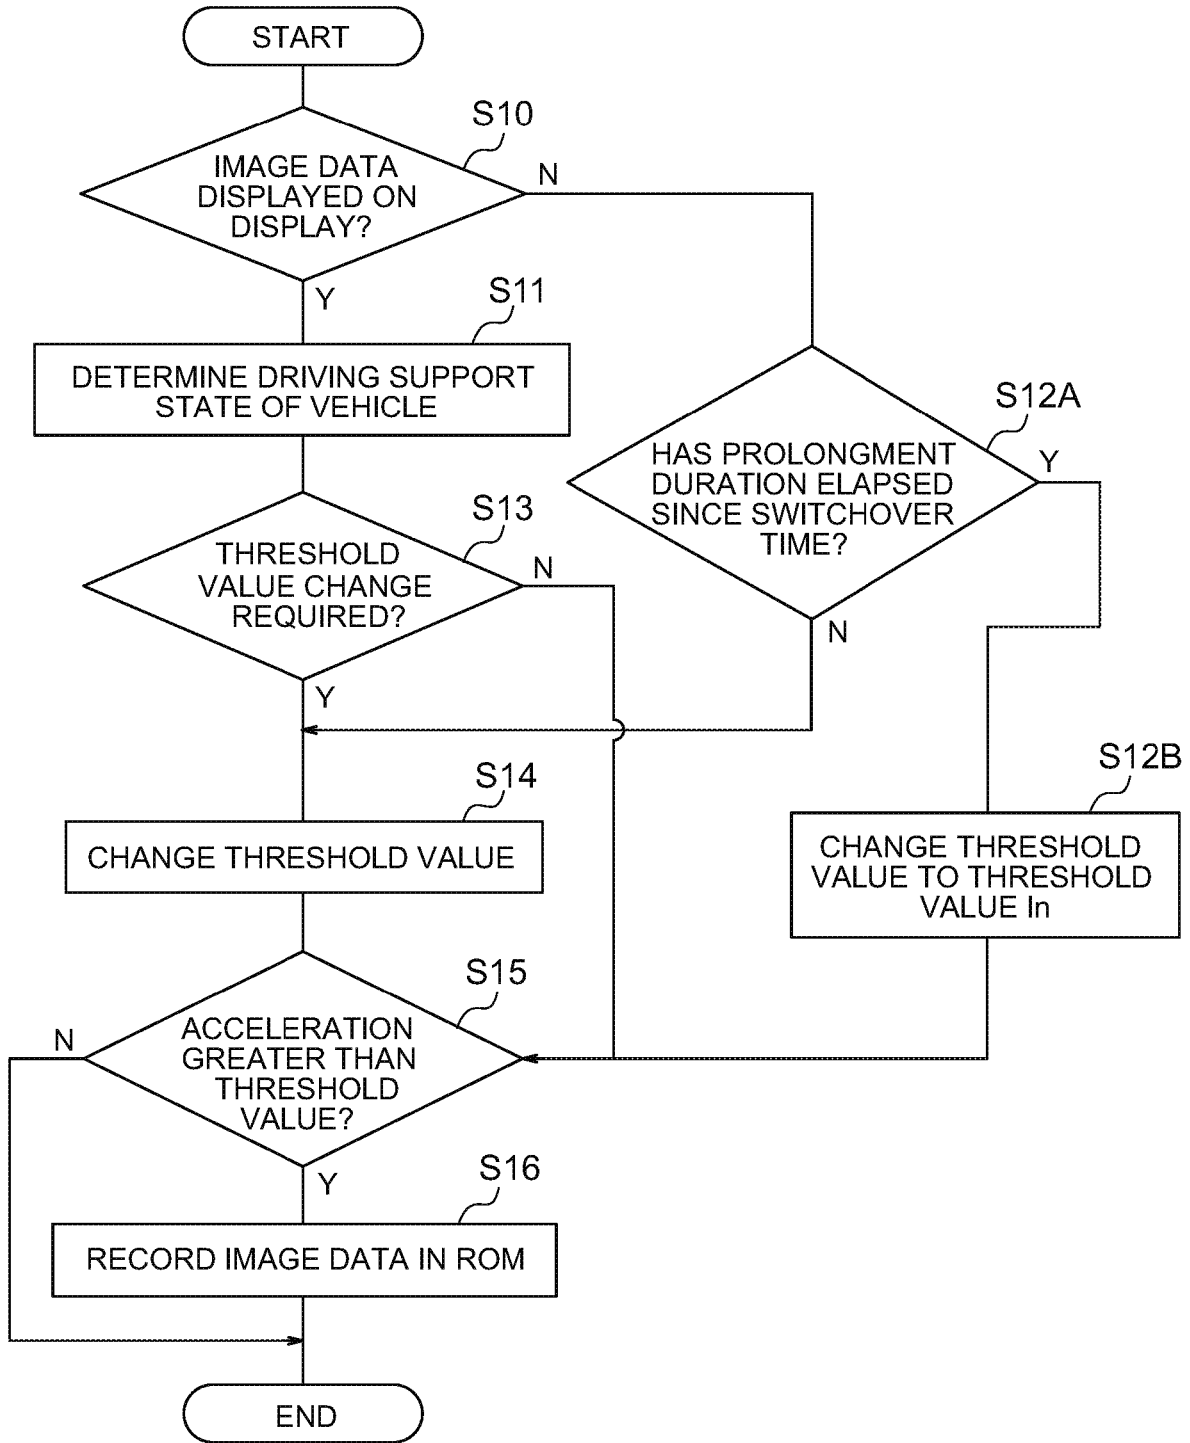 START
S10
IMAGE DATA
DISPLAYED ON
DISPLAY?
N
Y
S11
DETERMINE DRIVING SUPPORT
STATE OF VEHICLE
S12A
HAS PROLONGMENT
DURATION ELAPSED
SINCE SWITCHOVER
TIME?
Y
N
S13
THRESHOLD
VALUE CHANGE
REQUIRED?
N
Y
S12B
CHANGE THRESHOLD
VALUE TO THRESHOLD
VALUE In
S14
CHANGE THRESHOLD VALUE
S15
ACCELERATION
GREATER THAN
THRESHOLD
VALUE?
N
Y
S16
RECORD IMAGE DATA IN ROM
END